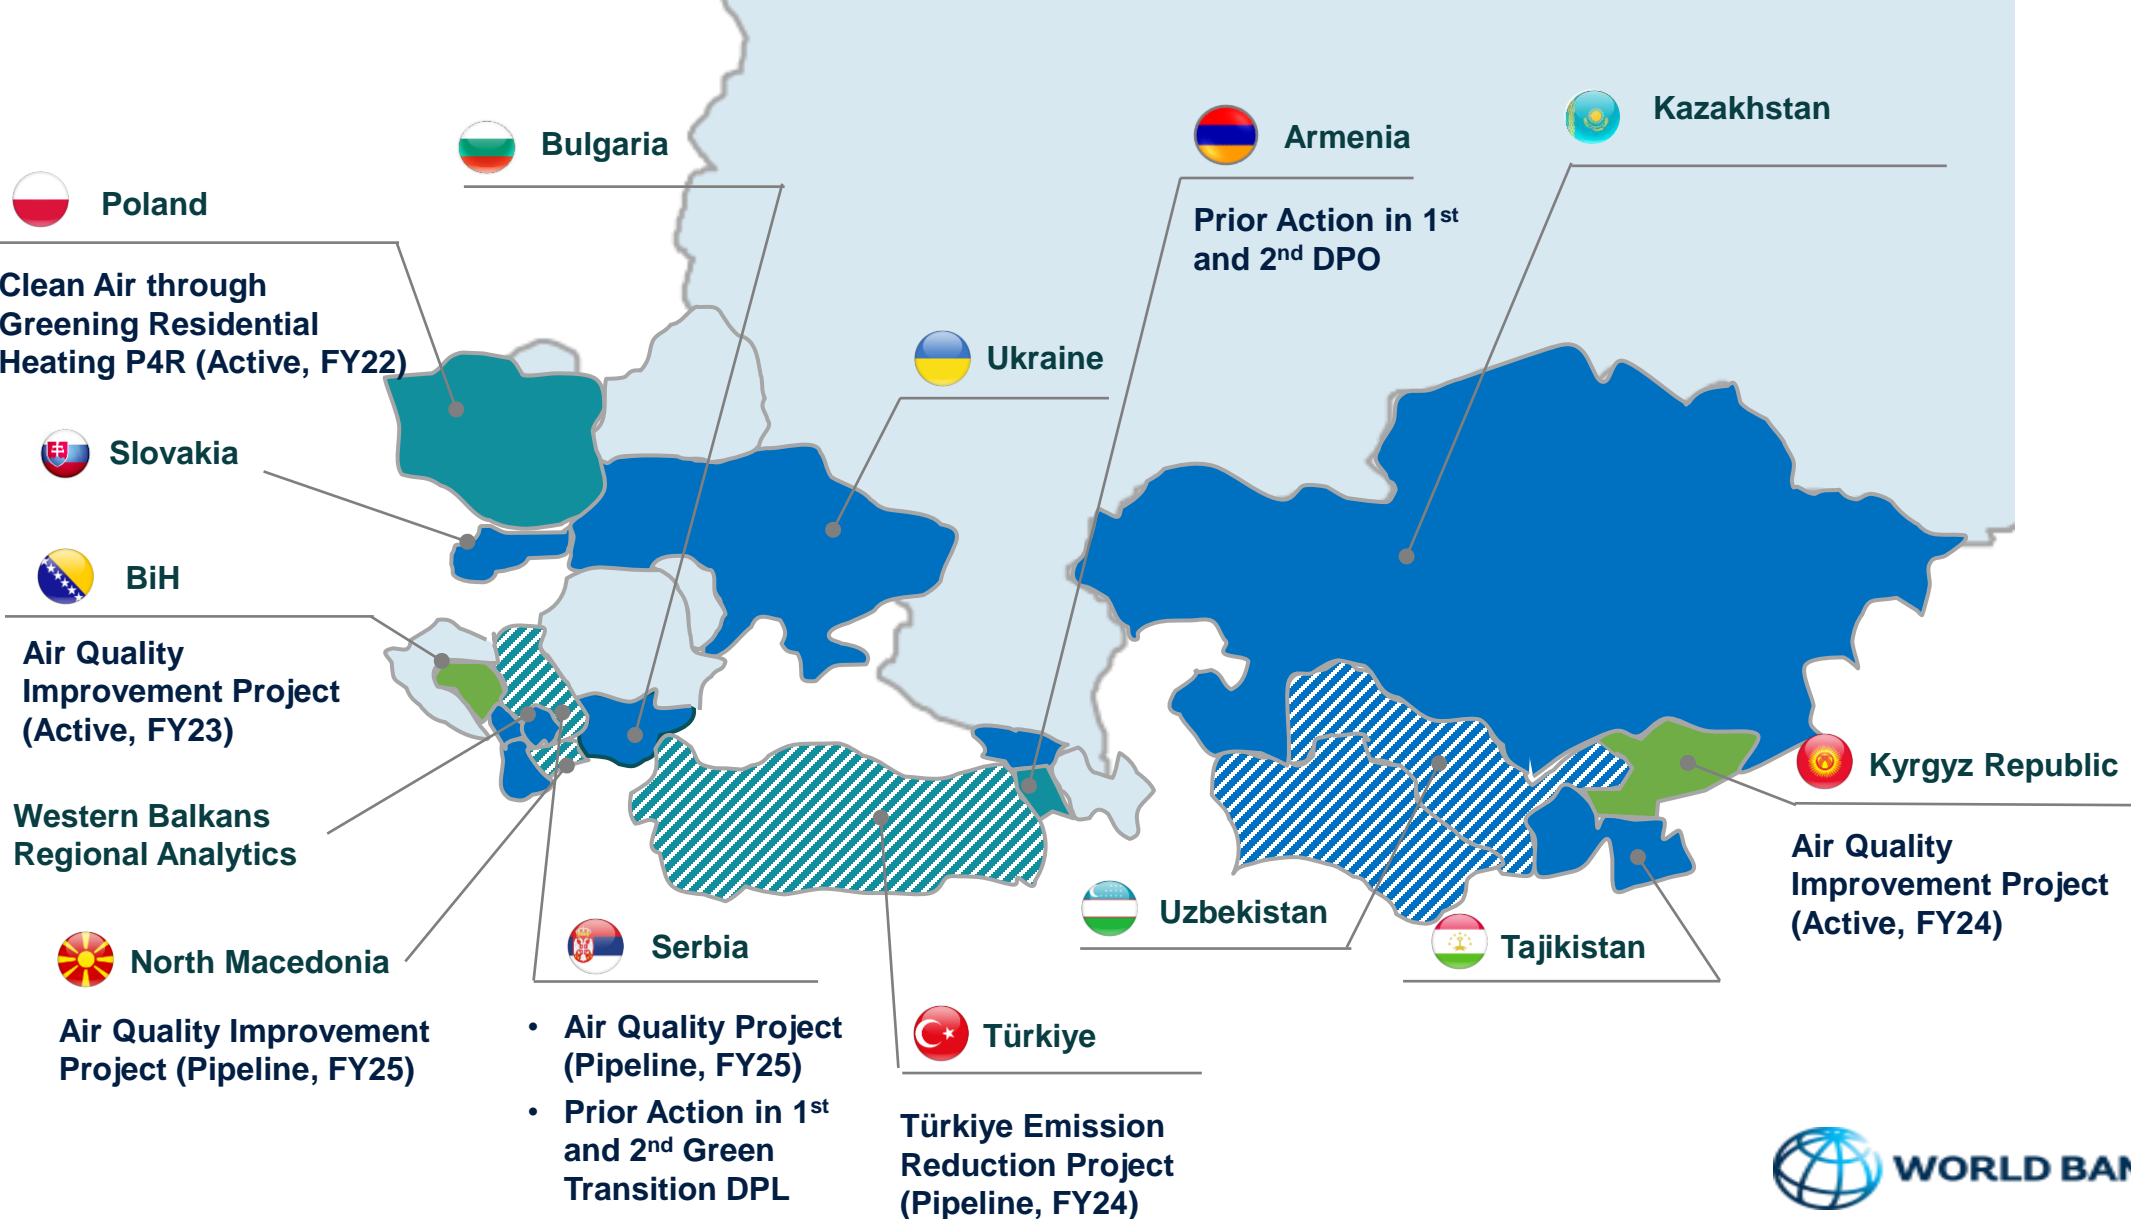 Bulgaria
Armenia
Kazakhstan
Poland
Prior Action in 1st
and 2nd DPO
Clean Air through
Greening Residential
Heating P4R (Active, FY22)
Ukraine
Slovakia
BiH
Air Quality
Improvement Project
(Active, FY23)
Kyrgyz Republic
Air Quality
Improvement Project
(Active, FY24)
Western Balkans
Regional Analytics
Uzbekistan
Tajikistan
North Macedonia
Air Quality Improvement
Project (Pipeline, FY25)
Serbia
• Air Quality Project
(Pipeline, FY25)
• Prior Action in 1st
and 2nd Green
Transition DPL
Türkiye
Türkiye Emission
Reduction Project
(Pipeline, FY24)
WORLD BAN